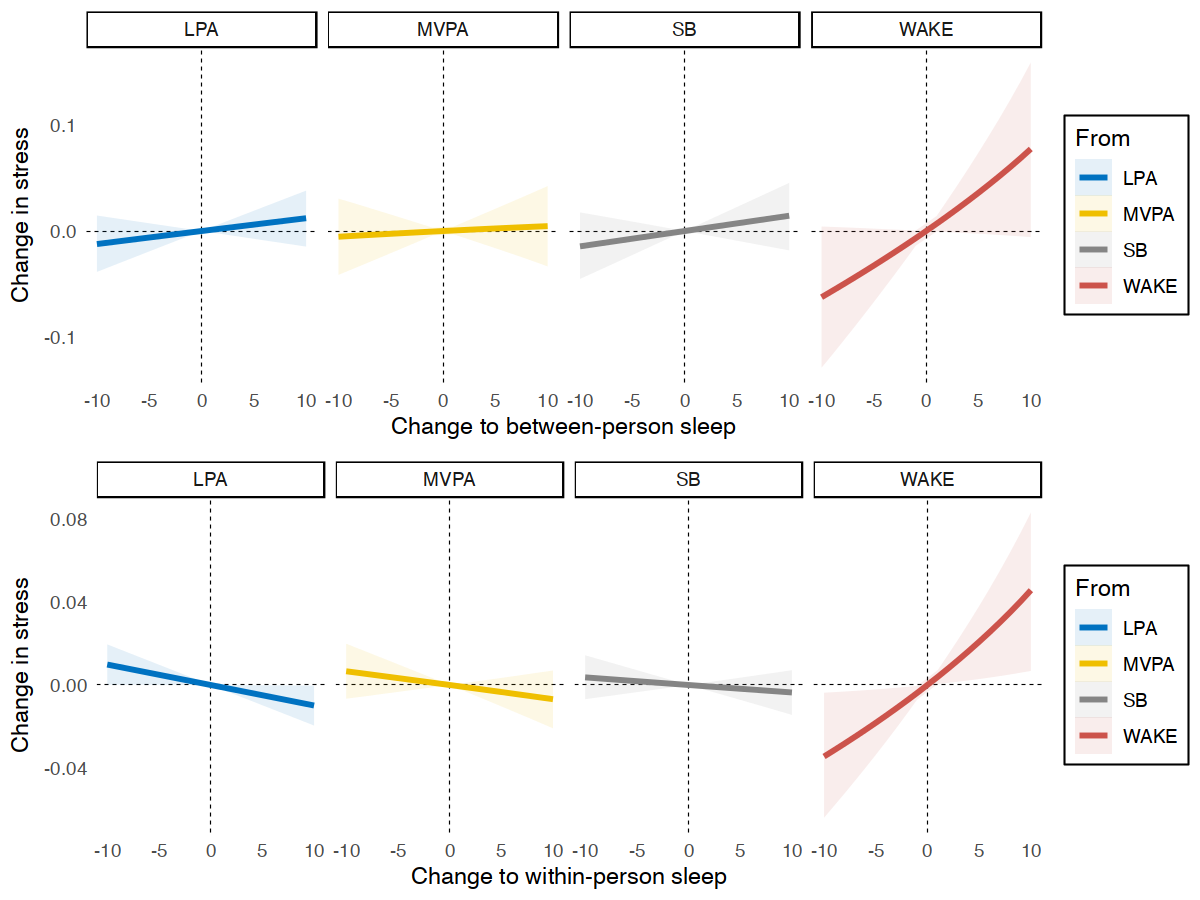 LPA MVPA SB WAKE
Change in stress
0.1
0.0
-0.1
-10 -5 0 5 10 -10 -5 0 5 10 -10 -5 0 5 10 -10 -5 0 5 10
Change to between-person sleep
From
LPA
MVPA
SB
WAKE
LPA MVPA SB WAKE
Change in stress
0.08
0.04
0.00
-0.04
-10 -5 0 5 10 -10 -5 0 5 10 -10 -5 0 5 10 -10 -5 0 5 10
Change to within-person sleep
From
LPA
MVPA
SB
WAKE